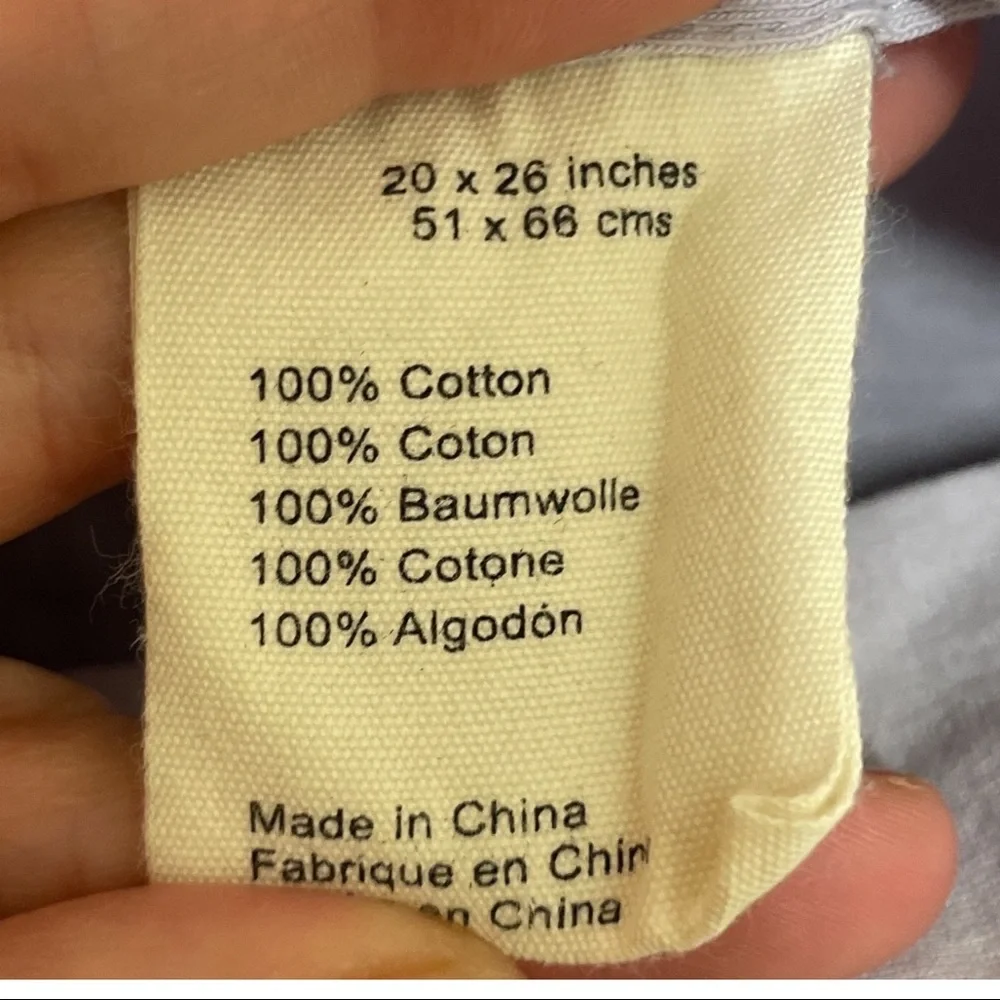 20 x 26 inches
51 x 66 cms
100% Cotton
100% Coton
100% Baumwolle
100% Cotone
100% Algodón
Made in China
Fabrique en Chin
en China